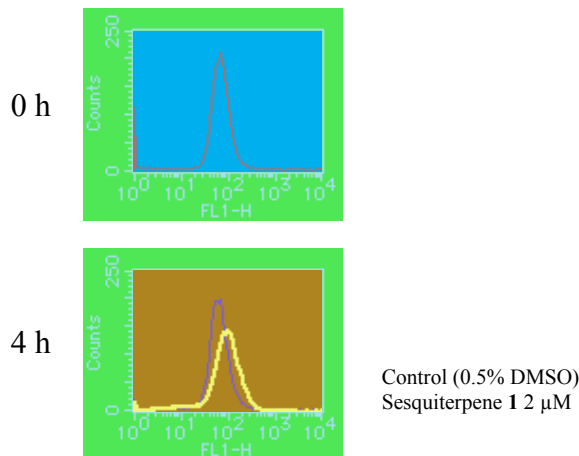 0 h
250
Counts
0
10^0 10^1 10^2 10^3 10^4
FL1-H
4 h
250
Counts
0
10^0 10^1 10^2 10^3 10^4
FL1-H
Control (0.5% DMSO)
Sesquiterpene 1 2 μM